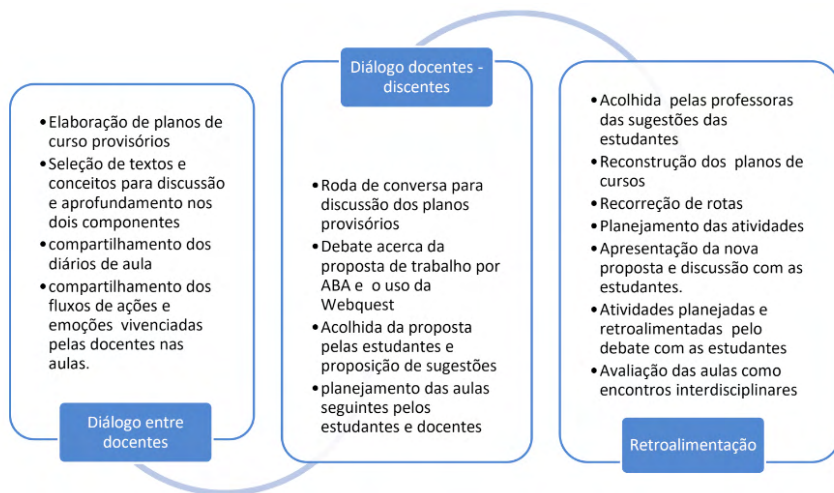 •Elaboração de planos de
curso provisórios
•Seleção de textos e
conceitos para discussão
e aprofundamento nos
dois componentes
•compartilhamento dos
diários de aula
•compartilhamento dos
fluxos de ações e
emoções vivenciadas
pelas docentes nas
aulas.
Diálogo entre
docentes
Diálogo docentes -
discentes
•Roda de conversa para
discussão dos planos
provisórios
•Debate acerca da
proposta de trabalho por
ABA e o uso da
Webquest
•Acolhida da proposta
pelas estudantes e
proposição de sugestões
•planejamento das aulas
seguintes pelos
estudantes e docentes
•Acolhida pelas professoras
das sugestões das
estudantes
•Reconstrução dos planos de
cursos
•Recorreção de rotas
•Planejamento das atividades
•Apresentação da nova
proposta e discussão com as
estudantes.
•Atividades planejadas e
retroalimentadas pelo
debate com as estudantes
•Avaliação das aulas como
encontros interdisciplinares
Retroalimentação